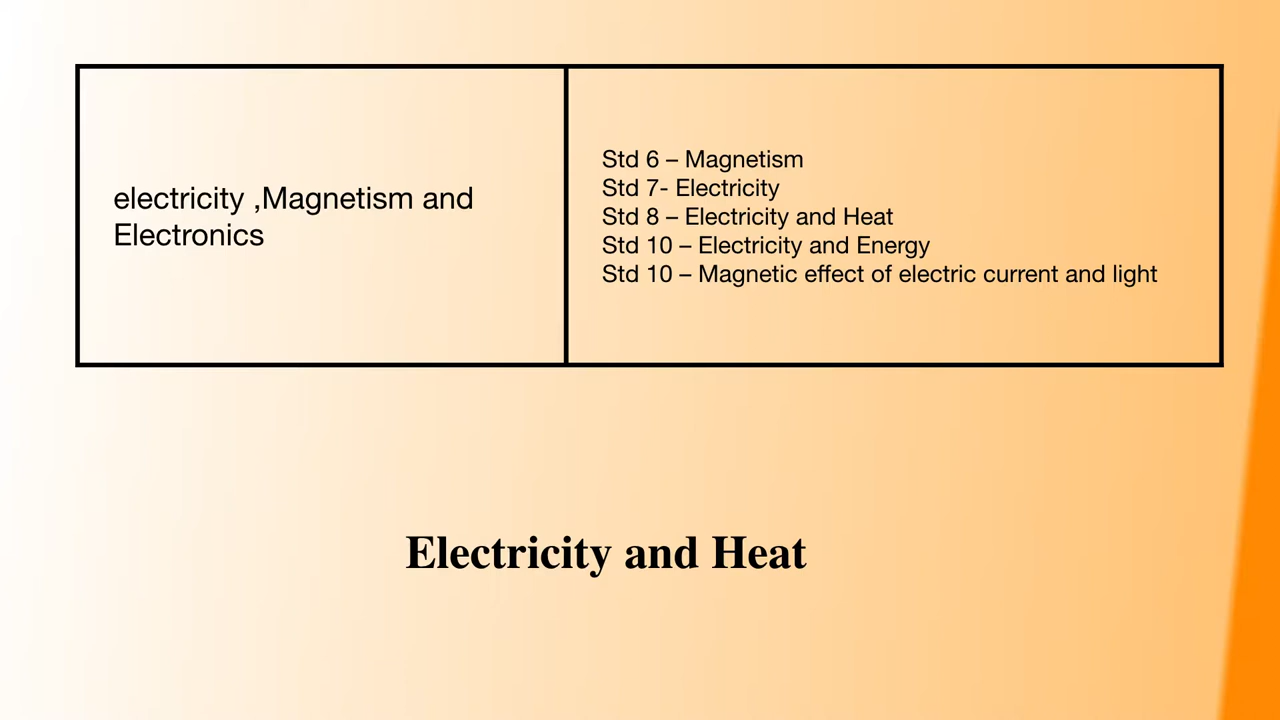 electricity ,Magnetism and
Electronics
Std 6 – Magnetism
Std 7- Electricity
Std 8 – Electricity and Heat
Std 10 – Electricity and Energy
Std 10 – Magnetic effect of electric current and light
Electricity and Heat